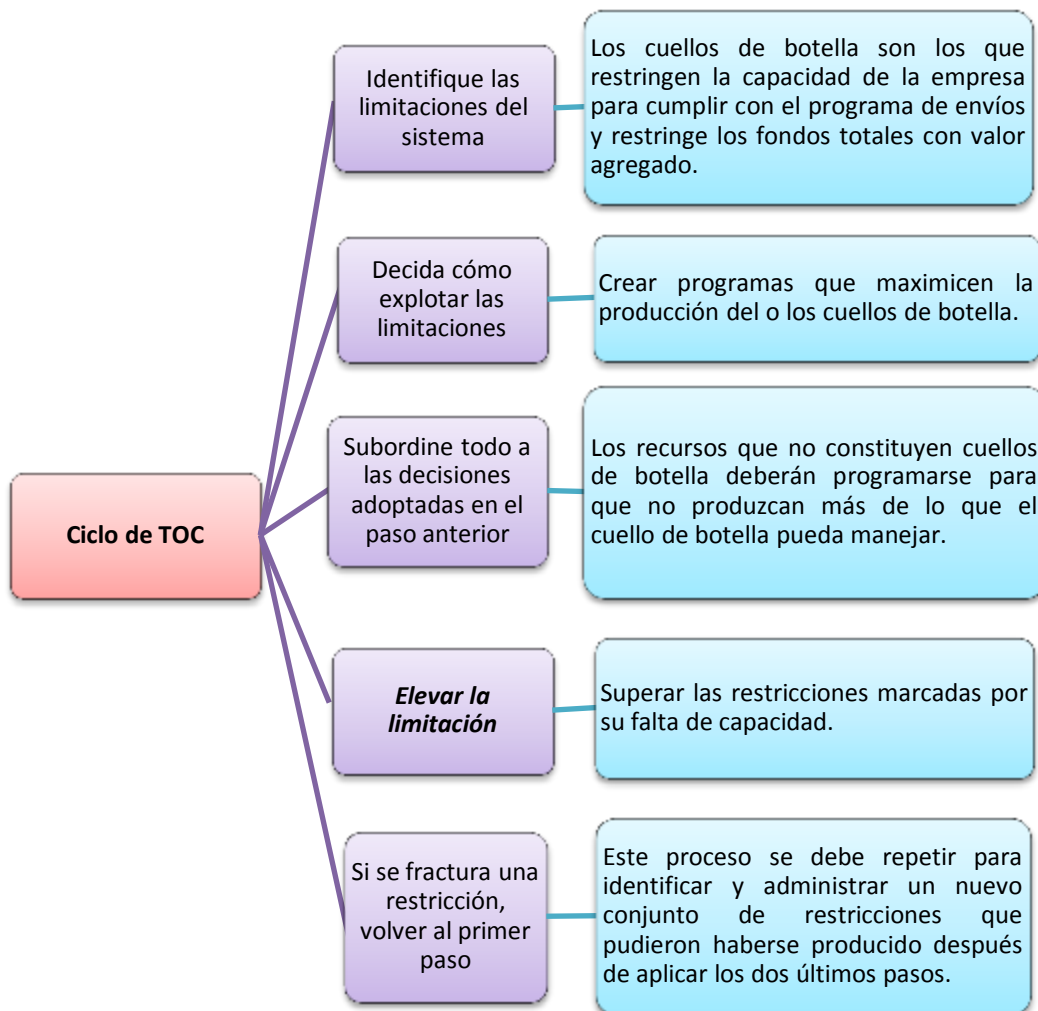 Identifique las
limitaciones del
sistema
Los cuellos de botella son los que
restringen la capacidad de la empresa
para cumplir con el programa de envíos
y restringe los fondos totales con valor
agregado.
Decida cómo
explotar las
limitaciones
Crear programas que maximicen la
producción del o los cuellos de botella.
Subordine todo a
las decisiones
adoptadas en el
paso anterior
Los recursos que no constituyen cuellos
de botella deberán programarse para
que no produzcan más de lo que el
cuello de botella pueda manejar.
Ciclo de TOC
Elevar la
limitación
Superar las restricciones marcadas por
su falta de capacidad.
Si se fractura una
restricción,
volver al primer
paso
Este proceso se debe repetir para
identificar y administrar un nuevo
conjunto de restricciones que
pudieron haberse producido después
de aplicar los dos últimos pasos.